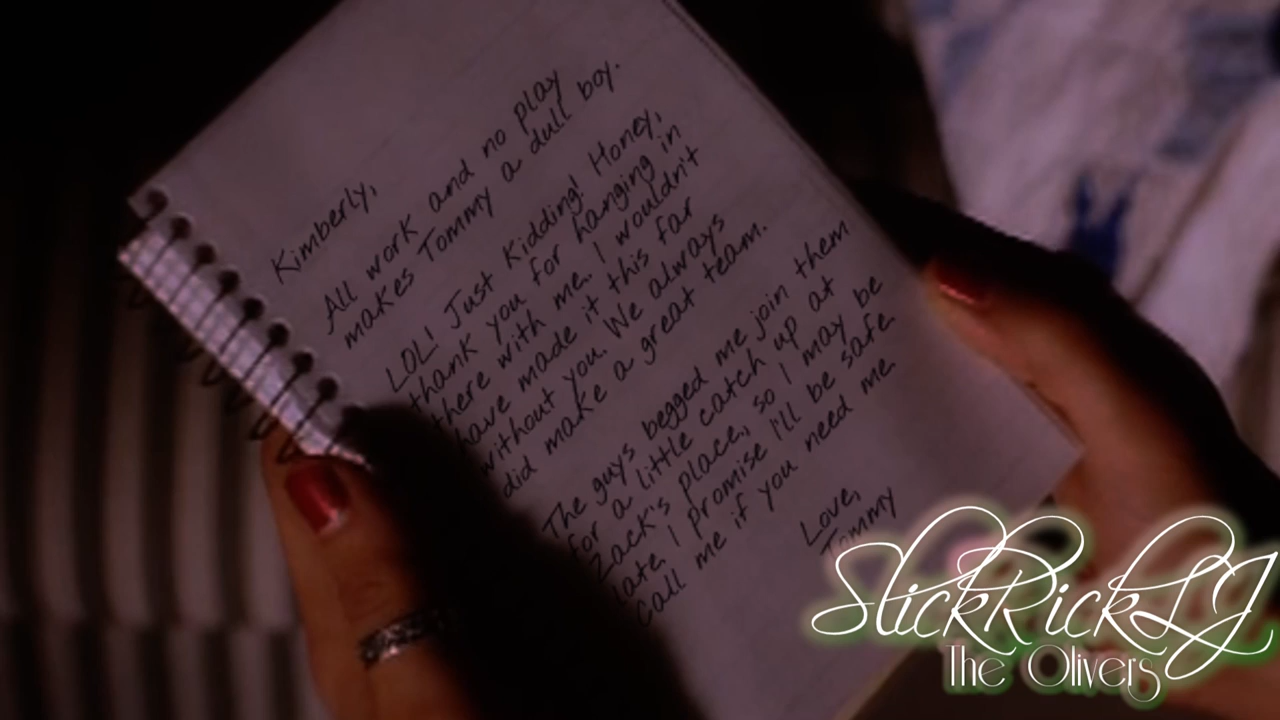 Kimberly,
All work and no play
makes Tommy a dull boy.
LOL! Just Kidding! Honey,
thank you for hanging in
there with me. I wouldn't
have made it this far
without you. We always
did make a great team.
The guys begged me join them
for a little catch up at
Zack's place., so I may be
late. I promise I'll be safe
Call me if you need me
Love,
Tommy
SlickRickLJ
The Olivers